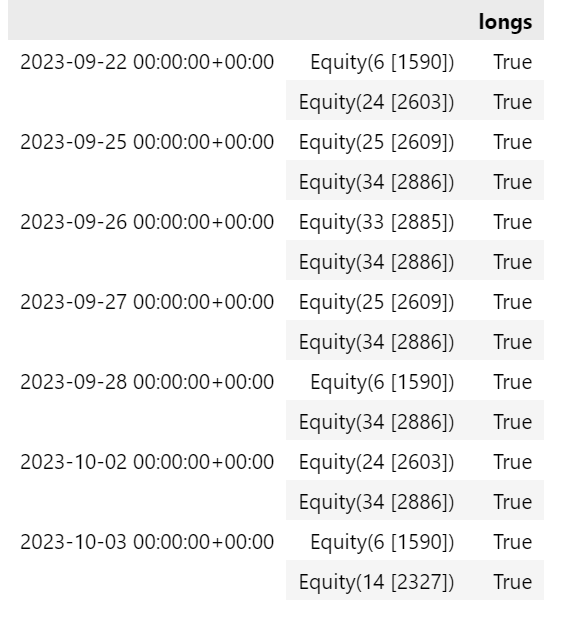 longs
2023-09-22 00:00:00+00:00 Equity(6 [1590]) True
Equity(24 [2603]) True
2023-09-25 00:00:00+00:00 Equity(25 [2609]) True
Equity(34 [2886]) True
2023-09-26 00:00:00+00:00 Equity(33 [2885]) True
Equity(34 [2886]) True
2023-09-27 00:00:00+00:00 Equity(25 [2609]) True
Equity(34 [2886]) True
2023-09-28 00:00:00+00:00 Equity(6 [1590]) True
Equity(34 [2886]) True
2023-10-02 00:00:00+00:00 Equity(24 [2603]) True
Equity(34 [2886]) True
2023-10-03 00:00:00+00:00 Equity(6 [1590]) True
Equity(14 [2327]) True